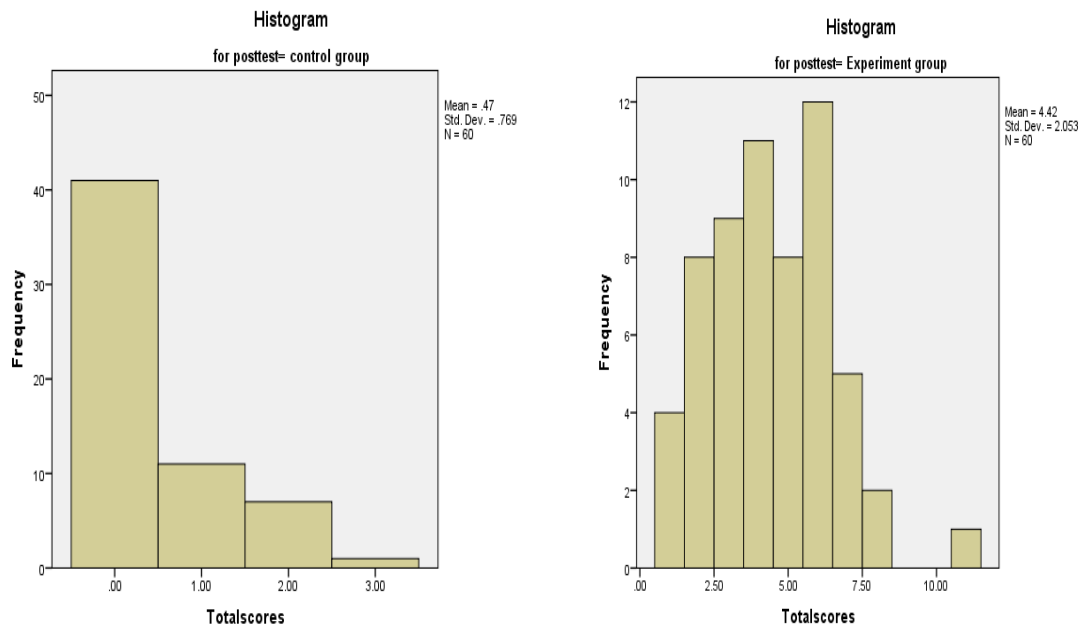 Histogram
for posttest= control group
Mean = .47
Std. Dev. = .769
N = 60
50
40
30
20
10
0
Frequency
.00 1.00 2.00 3.00
Totalscores
Histogram
for posttest= Experiment group
Mean = 4.42
Std. Dev. = 2.053
N = 60
12
10
8
6
4
2
0
Frequency
.00 2.50 5.00 7.50 10.00
Totalscores